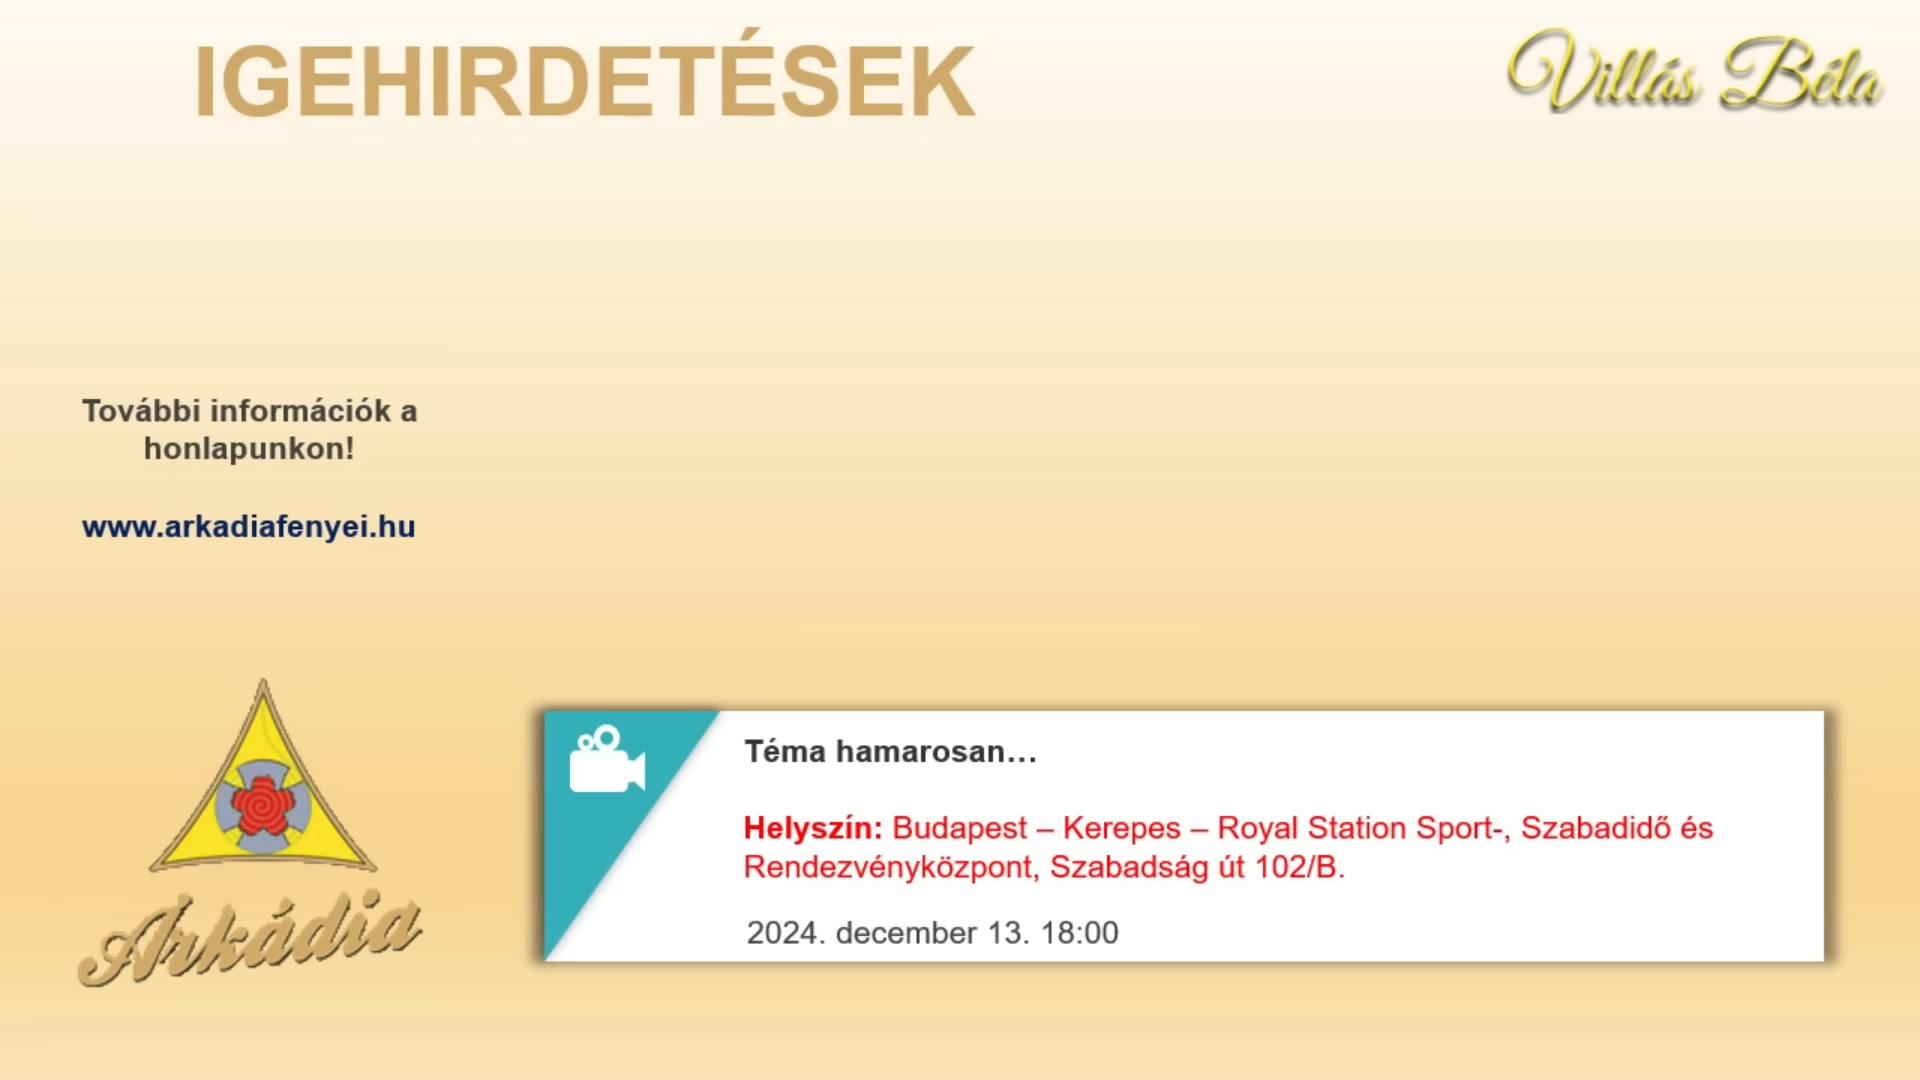 IGEHIRDETÉSEK
Villás Béla
További információk a
honlapunkon!
www.arkadiafenyei.hu
Árkádia
Téma hamarosan...
Helyszín: Budapest – Kerepes – Royal Station Sport-, Szabadidő és
Rendezvényközpont, Szabadság út 102/B.
2024. december 13. 18:00